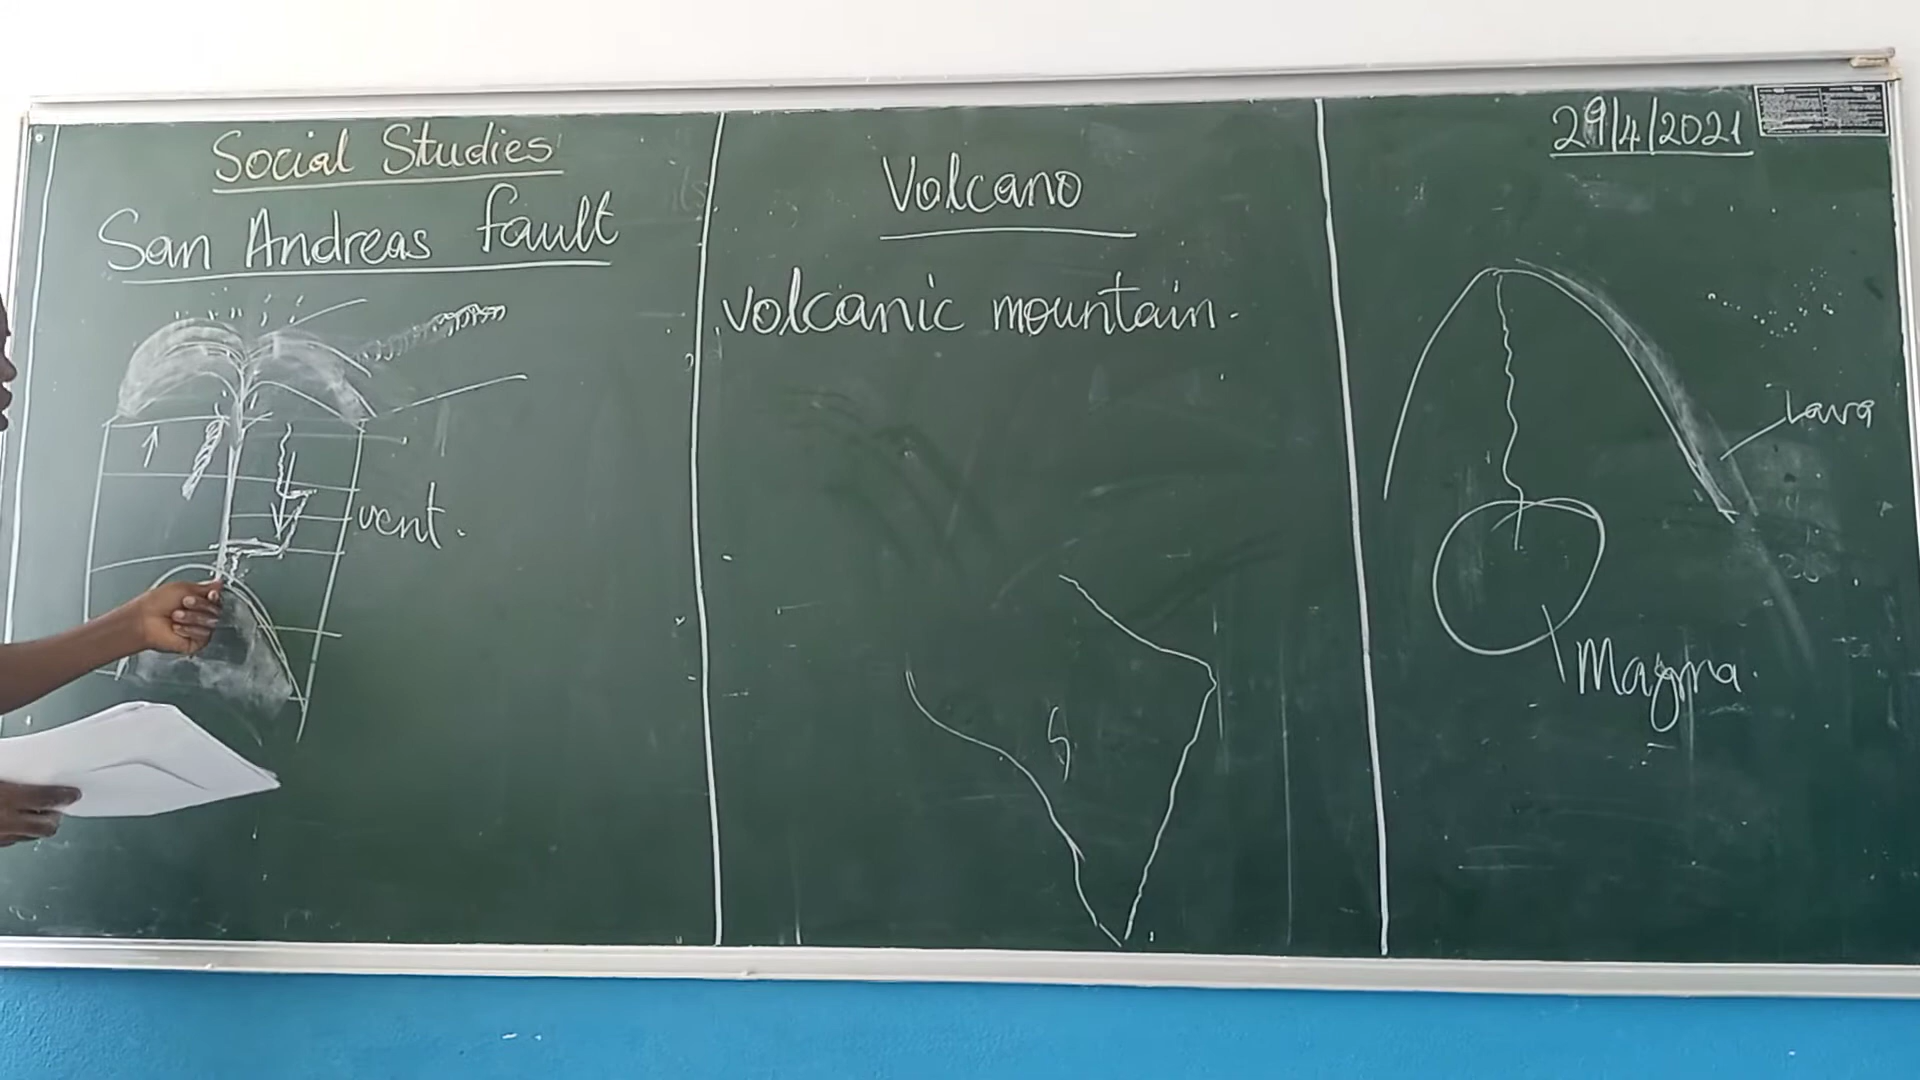 Social Studies
San Andreas fault
vent.
Volcano
volcanic mountain.
S
29/4/2021
Lava
Magma.